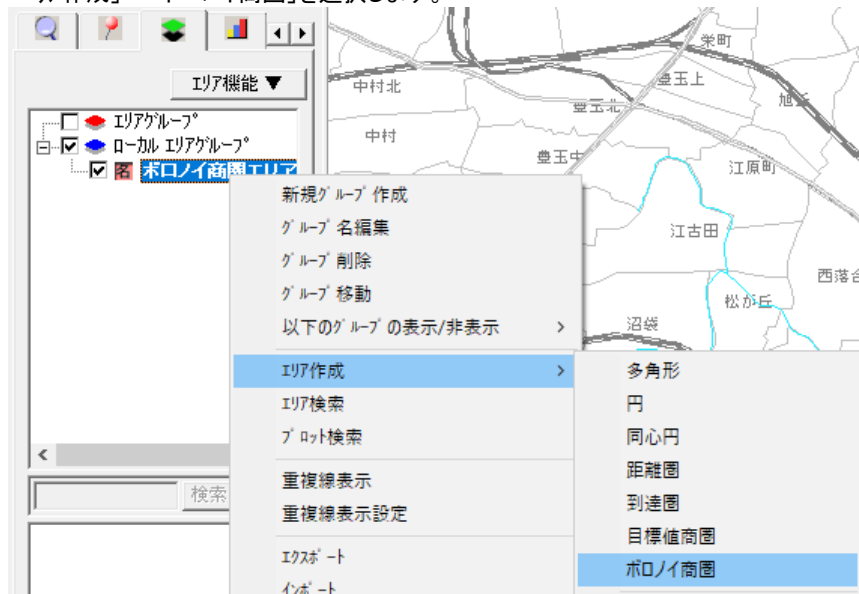 作成」
商圏」を選択します。
エリア機能 ▼
エリアグループ
ローカル エリアグループ
名 ボロノイ商圏エリア
検索
新規グループ 作成
グループ 名編集
グループ 削除
グループ 移動
以下のグループ の表示/非表示 >
エリア作成 >
エリア検索
プロット検索
重複線表示
重複線表示設定
エクスポート
インポート
多角形
円
同心円
距離圏
到達圏
目標値商圏
ボロノイ商圏
栄町
中村北
豊玉上
豊玉北
旭丘
中村
豊玉中
江原町
江古田
西落合
松が丘
沼袋